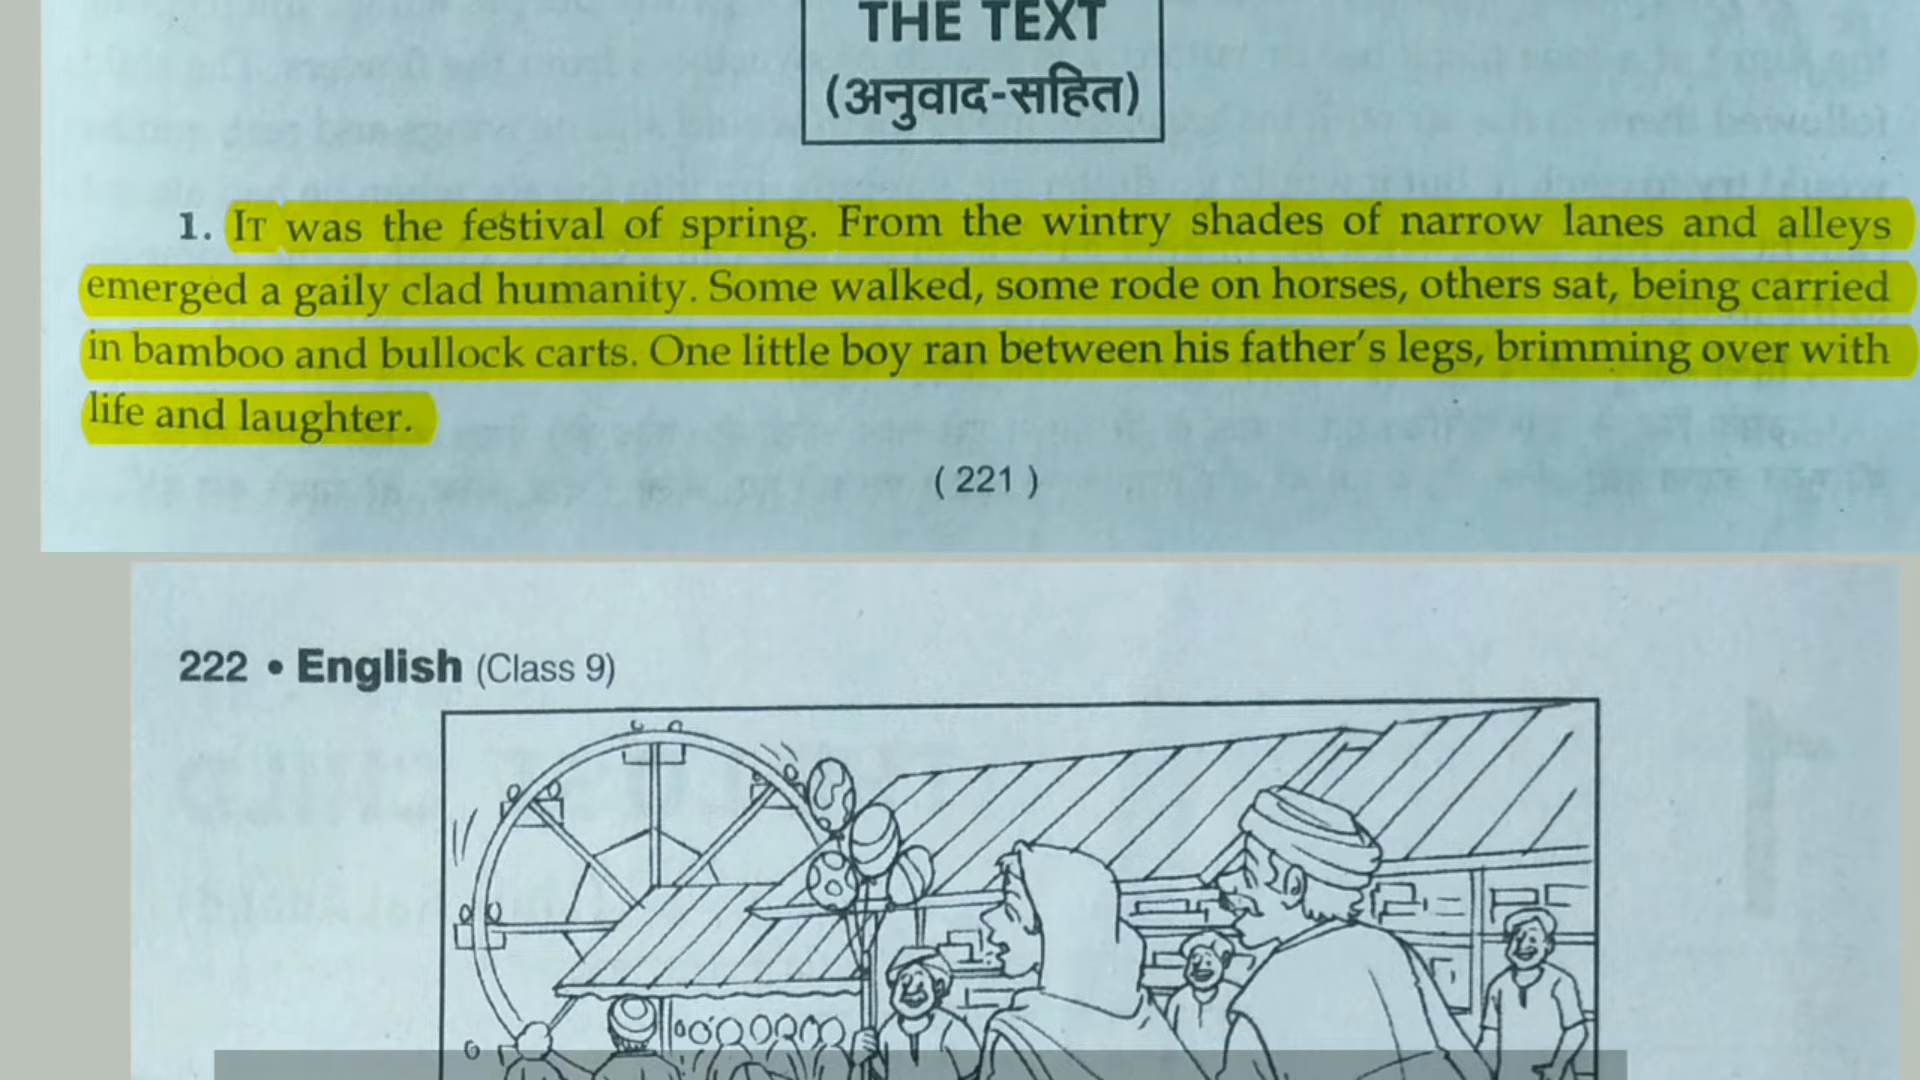 THE TEXT
(अनुवाद-सहित)
1. IT was the festival of spring. From the wintry shades of narrow lanes and alleys
emerged a gaily clad humanity. Some walked, some rode on horses, others sat, being carried
in bamboo and bullock carts. One little boy ran between his father's legs, brimming over with
life and laughter.
( 221 )
222 • English (Class 9)